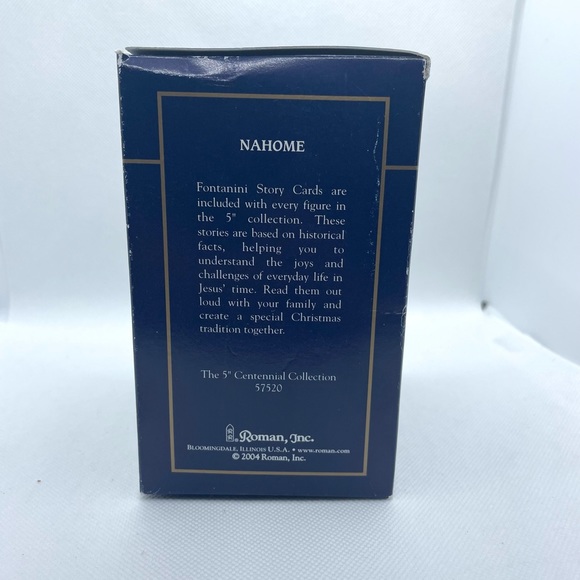 NAHOME
Fontanini Story Cards are
included with every figure in
the 5" collection. These
stories are based on historical
facts, helping you to
understand the joys and
challenges of everyday life in
Jesus' time. Read them out
loud with your family and
create a special Christmas
tradition together.
The 5" Centennial Collection
57520
Roman, Inc.
BLOOMINGDALE, ILLINOIS U.S.A. • www.roman.com
© 2004 Roman, Inc.